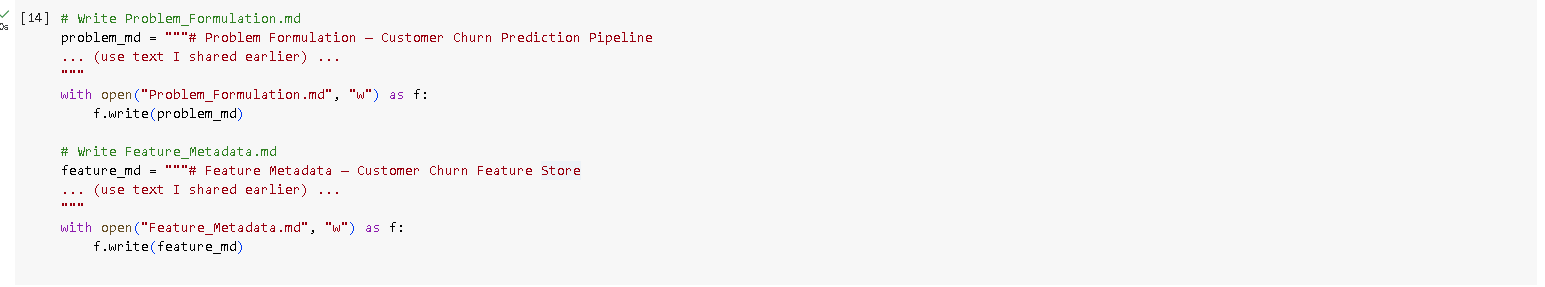 [14] # Write Problem_Formulation.md
problem_md = """# Problem Formulation – Customer Churn Prediction Pipeline
... (use text I shared earlier) ...
"""
with open("Problem_Formulation.md", "w") as f:
    f.write(problem_md)

# Write Feature_Metadata.md
feature_md = """# Feature Metadata – Customer Churn Feature Store
... (use text I shared earlier) ...
"""
with open("Feature_Metadata.md", "w") as f:
    f.write(feature_md)